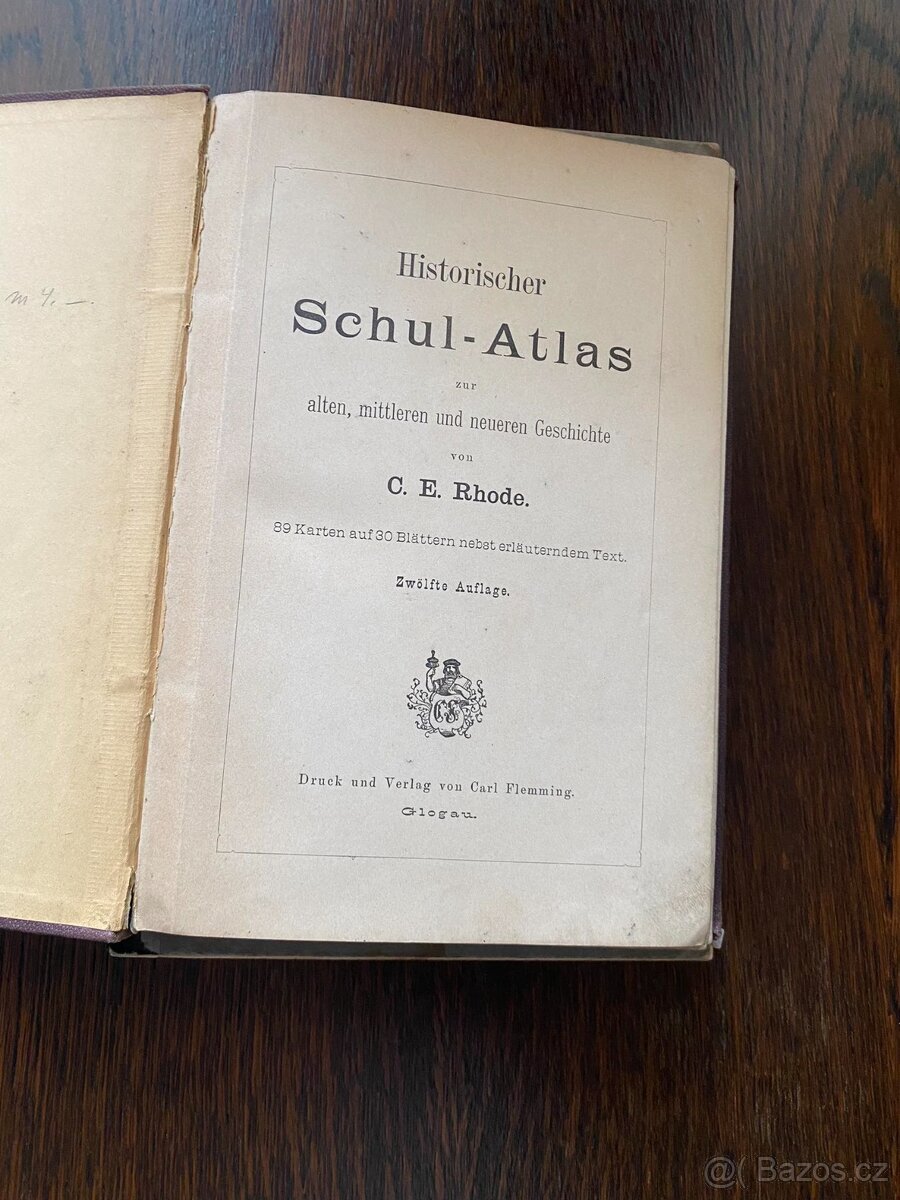 m 4. —.
Historischer
Schul-Atlas
zur
alten, mittleren und neueren Geschichte
von
C. E. Rhode.
89 Karten auf 30 Blättern nebst erläuterndem Text.
Zwölfte Auflage.
Druck und Verlag von Carl Flemming.
Glogau.
@( Bazos.cz